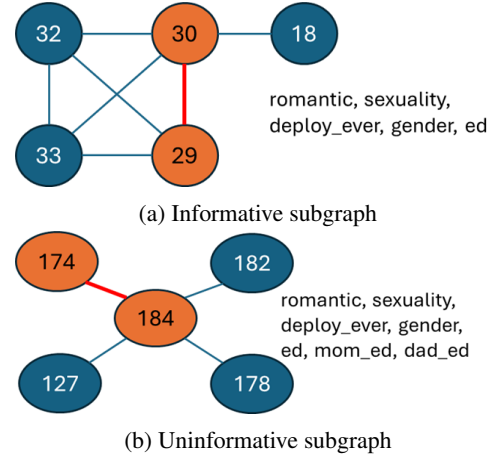 32 30 18
romantic, sexuality,
deploy_ever, gender, ed
33 29
(a) Informative subgraph
174 182
184
romantic, sexuality,
deploy_ever, gender,
ed, mom_ed, dad_ed
127 178
(b) Uninformative subgraph